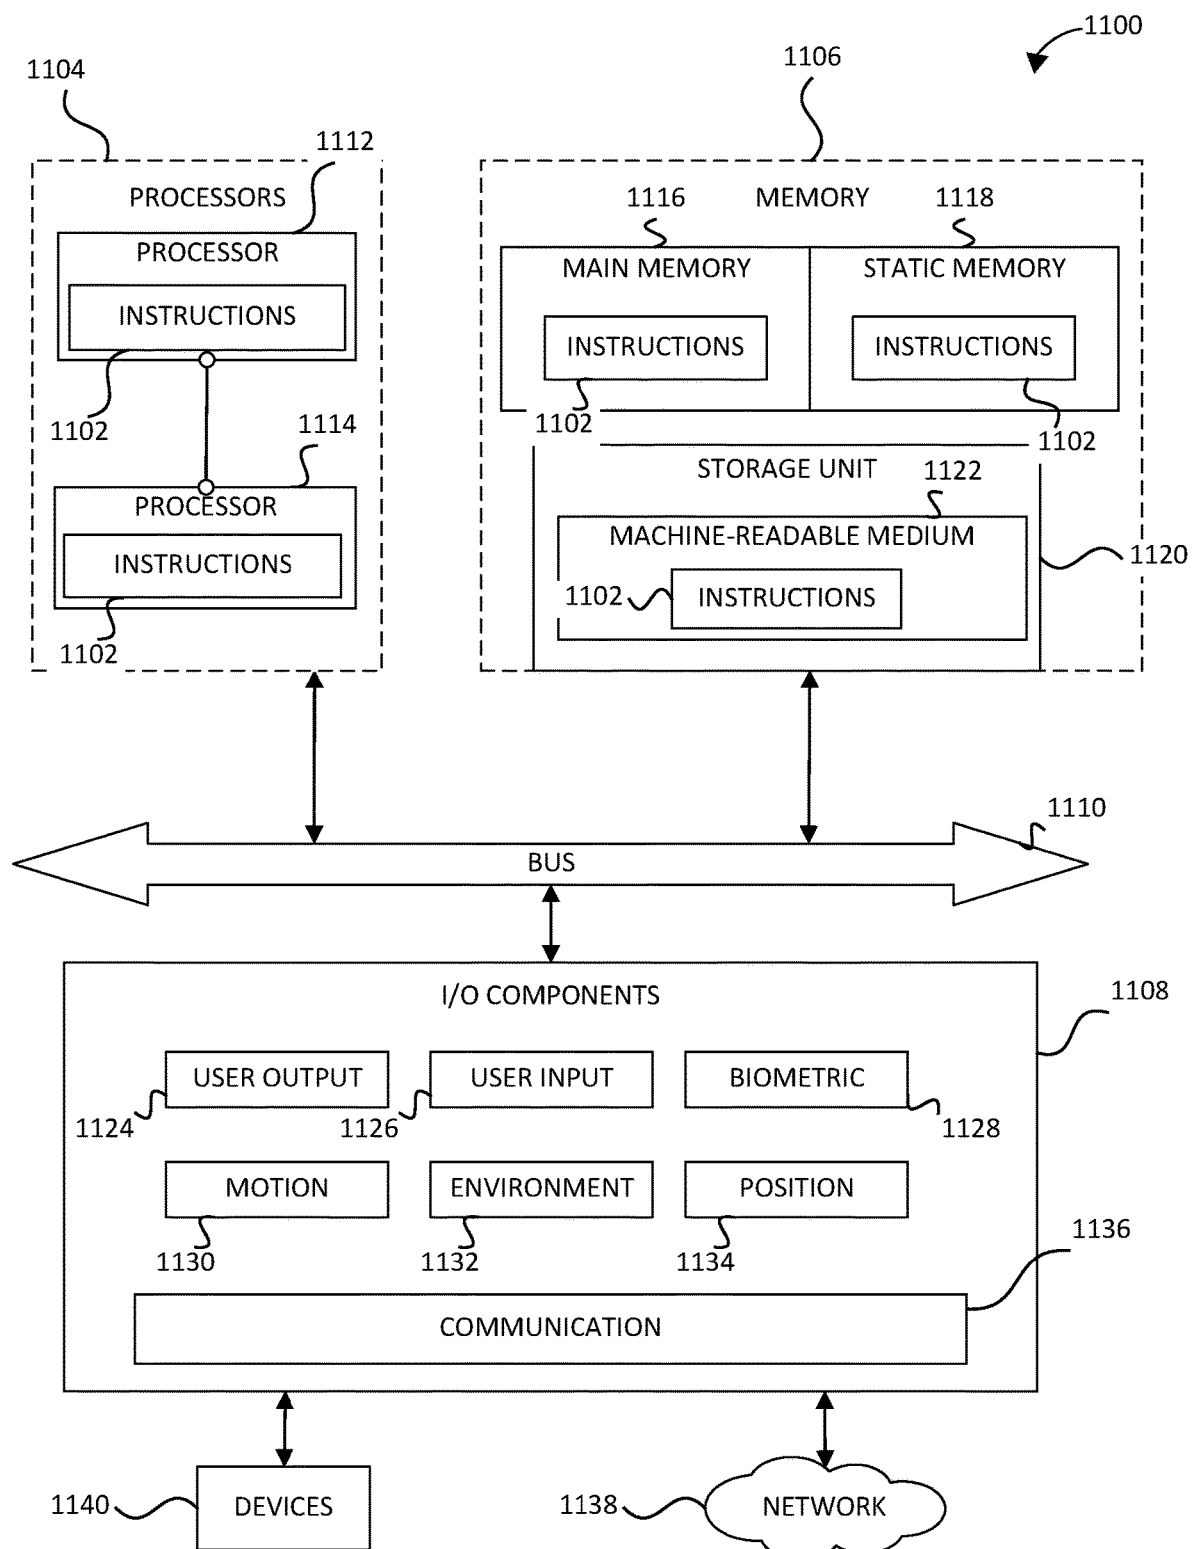 1100
1104
1106
1112
PROCESSORS
1116
MEMORY
1118
PROCESSOR
MAIN MEMORY
STATIC MEMORY
INSTRUCTIONS
INSTRUCTIONS
INSTRUCTIONS
1102
1114
1102
1102
STORAGE UNIT
1122
PROCESSOR
MACHINE-READABLE MEDIUM
1120
INSTRUCTIONS
1102
INSTRUCTIONS
1102
1110
BUS
I/O COMPONENTS
1108
USER OUTPUT
USER INPUT
BIOMETRIC
1124
1126
1128
MOTION
ENVIRONMENT
POSITION
1130
1132
1134
1136
COMMUNICATION
1140
DEVICES
1138
NETWORK